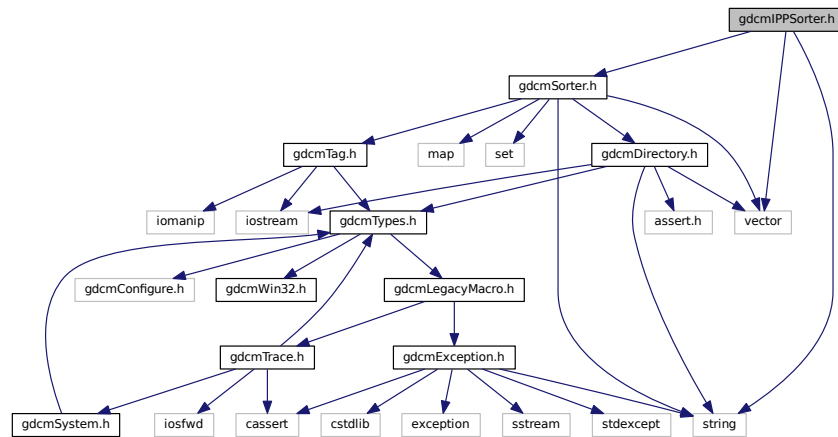 gdcmIPPSorter.h
gdcmSorter.h
gdcmTag.h
map
set
gdcmDirectory.h
iomanip
iostream
gdcmTypes.h
assert.h
vector
gdcmConfigure.h
gdcmWin32.h
gdcmLegacyMacro.h
gdcmTrace.h
gdcmException.h
gdcmSystem.h
iosfwd
cassert
cstdlib
exception
sstream
stdexcept
string